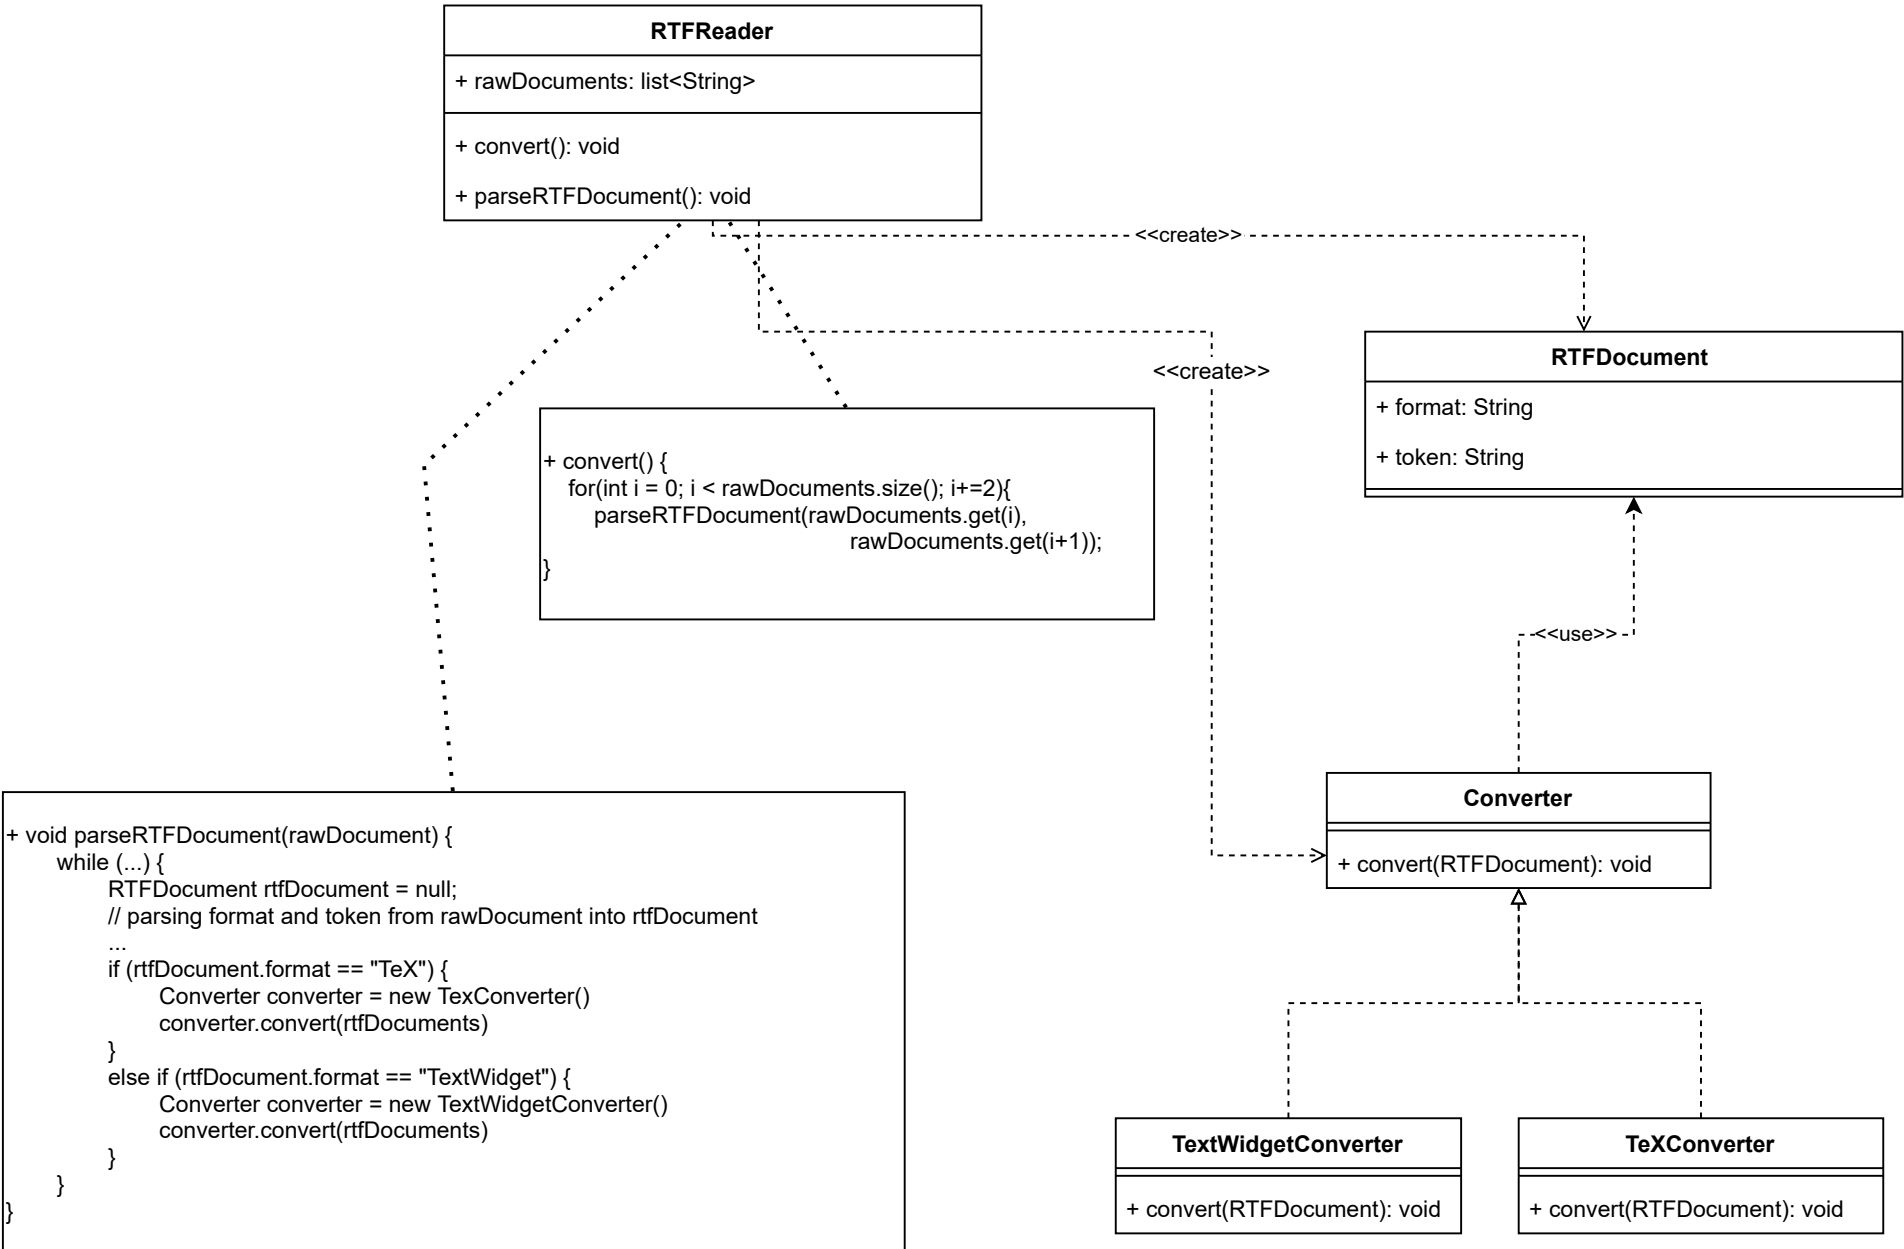 RTFReader
+ rawDocuments: list<String>
+ convert(): void
+ parseRTFDocument(): void
<<create>>
<<create>>
RTFDocument
+ format: String
+ token: String
+ convert() {
for(int i = 0; i < rawDocuments.size(); i+=2){
parseRTFDocument(rawDocuments.get(i),
rawDocuments.get(i+1));
}
<<use>>
Converter
+ convert(RTFDocument): void
+ void parseRTFDocument(rawDocument) {
while (...) {
RTFDocument rtfDocument = null;
// parsing format and token from rawDocument into rtfDocument
...
if (rtfDocument.format == "TeX") {
Converter converter = new TexConverter()
converter.convert(rtfDocuments)
}
else if (rtfDocument.format == "TextWidget") {
Converter converter = new TextWidgetConverter()
converter.convert(rtfDocuments)
}
}
}
TextWidgetConverter
+ convert(RTFDocument): void
TeXConverter
+ convert(RTFDocument): void